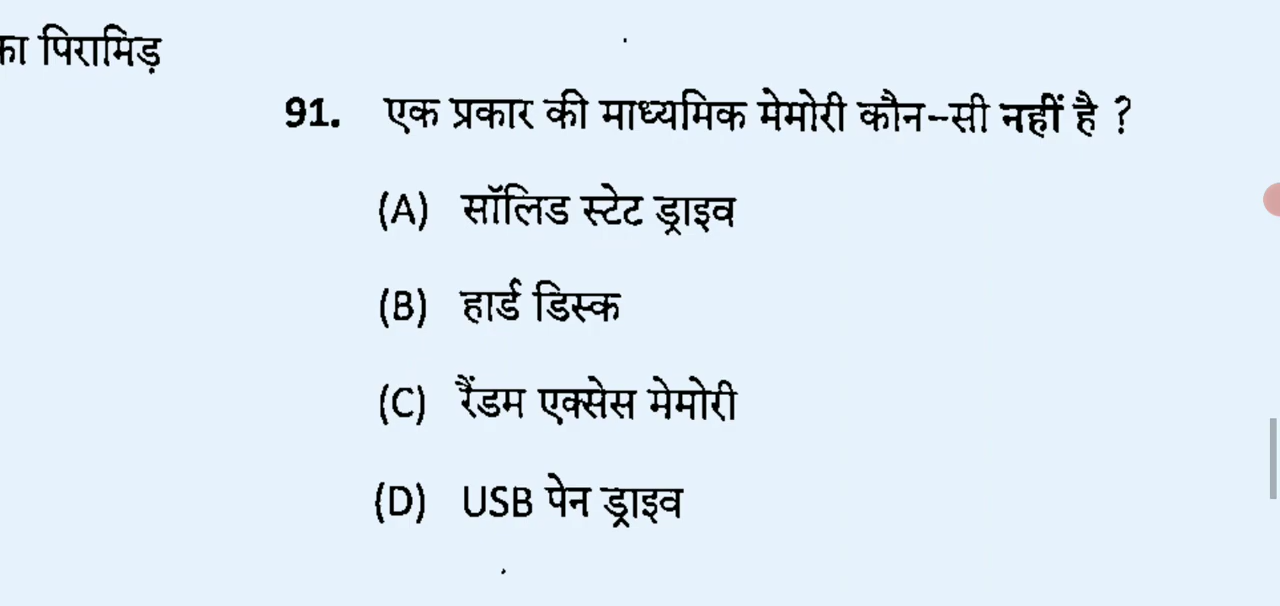 का पिरामिड़
91. एक प्रकार की माध्यमिक मेमोरी कौन-सी नहीं है ?
(A) सॉलिड स्टेट ड्राइव
(B) हार्ड डिस्क
(C) रैंडम एक्सेस मेमोरी
(D) USB पेन ड्राइव